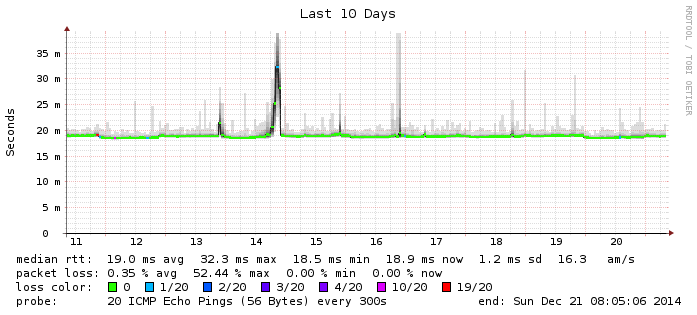 Last 10 Days
RRDTOOL / TOBI OETIKER
Seconds
35 m
30 m
25 m
20 m
15 m
10 m
5 m
0
11 12 13 14 15 16 17 18 19 20
median rtt: 19.0 ms avg 32.3 ms max 18.5 ms min 18.9 ms now 1.2 ms sd 16.3 am/s
packet loss: 0.35 % avg 52.44 % max 0.00 % min 0.00 % now
loss color: 0 1/20 2/20 3/20 4/20 10/20 19/20
probe: 20 ICMP Echo Pings (56 Bytes) every 300s end: Sun Dec 21 08:05:06 2014